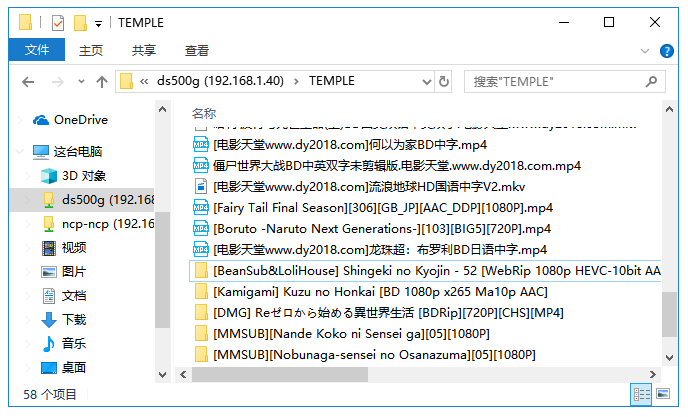 TEMPLE
文件
主页
共享
查看
« ds500g (192.168.1.40) > TEMPLE
搜索"TEMPLE"
OneDrive
这台电脑
3D 对象
ds500g (192.168
ncp-ncp (192.16
视频
图片
文档
下载
音乐
桌面
名称
[电影天堂www.dy2018.com]何以为家BD中字.mp4
僵尸世界大战BD中英双字未剪辑版.电影天堂.www.dy2018.com.mp4
[电影天堂www.dy2018.com]流浪地球HD国语中字V2.mkv
[Fairy Tail Final Season][306][GB_JP][AAC_DDP][1080P].mp4
[Boruto -Naruto Next Generations-][103][BIG5][720P].mp4
[电影天堂www.dy2018.com]龙珠超：布罗利BD日语中字.mp4
[BeanSub&LoliHouse] Shingeki no Kyojin - 52 [WebRip 1080p HEVC-10bit AA
[Kamigami] Kuzu no Honkai [BD 1080p x265 Ma10p AAC]
[DMG] Reゼロから始める異世界生活 [BDRip][720P][CHS][MP4]
[MMSUB][Nande Koko ni Sensei ga][05][1080P]
[MMSUB][Nobunaga-sensei no Osanazuma][05][1080P]
58 个项目